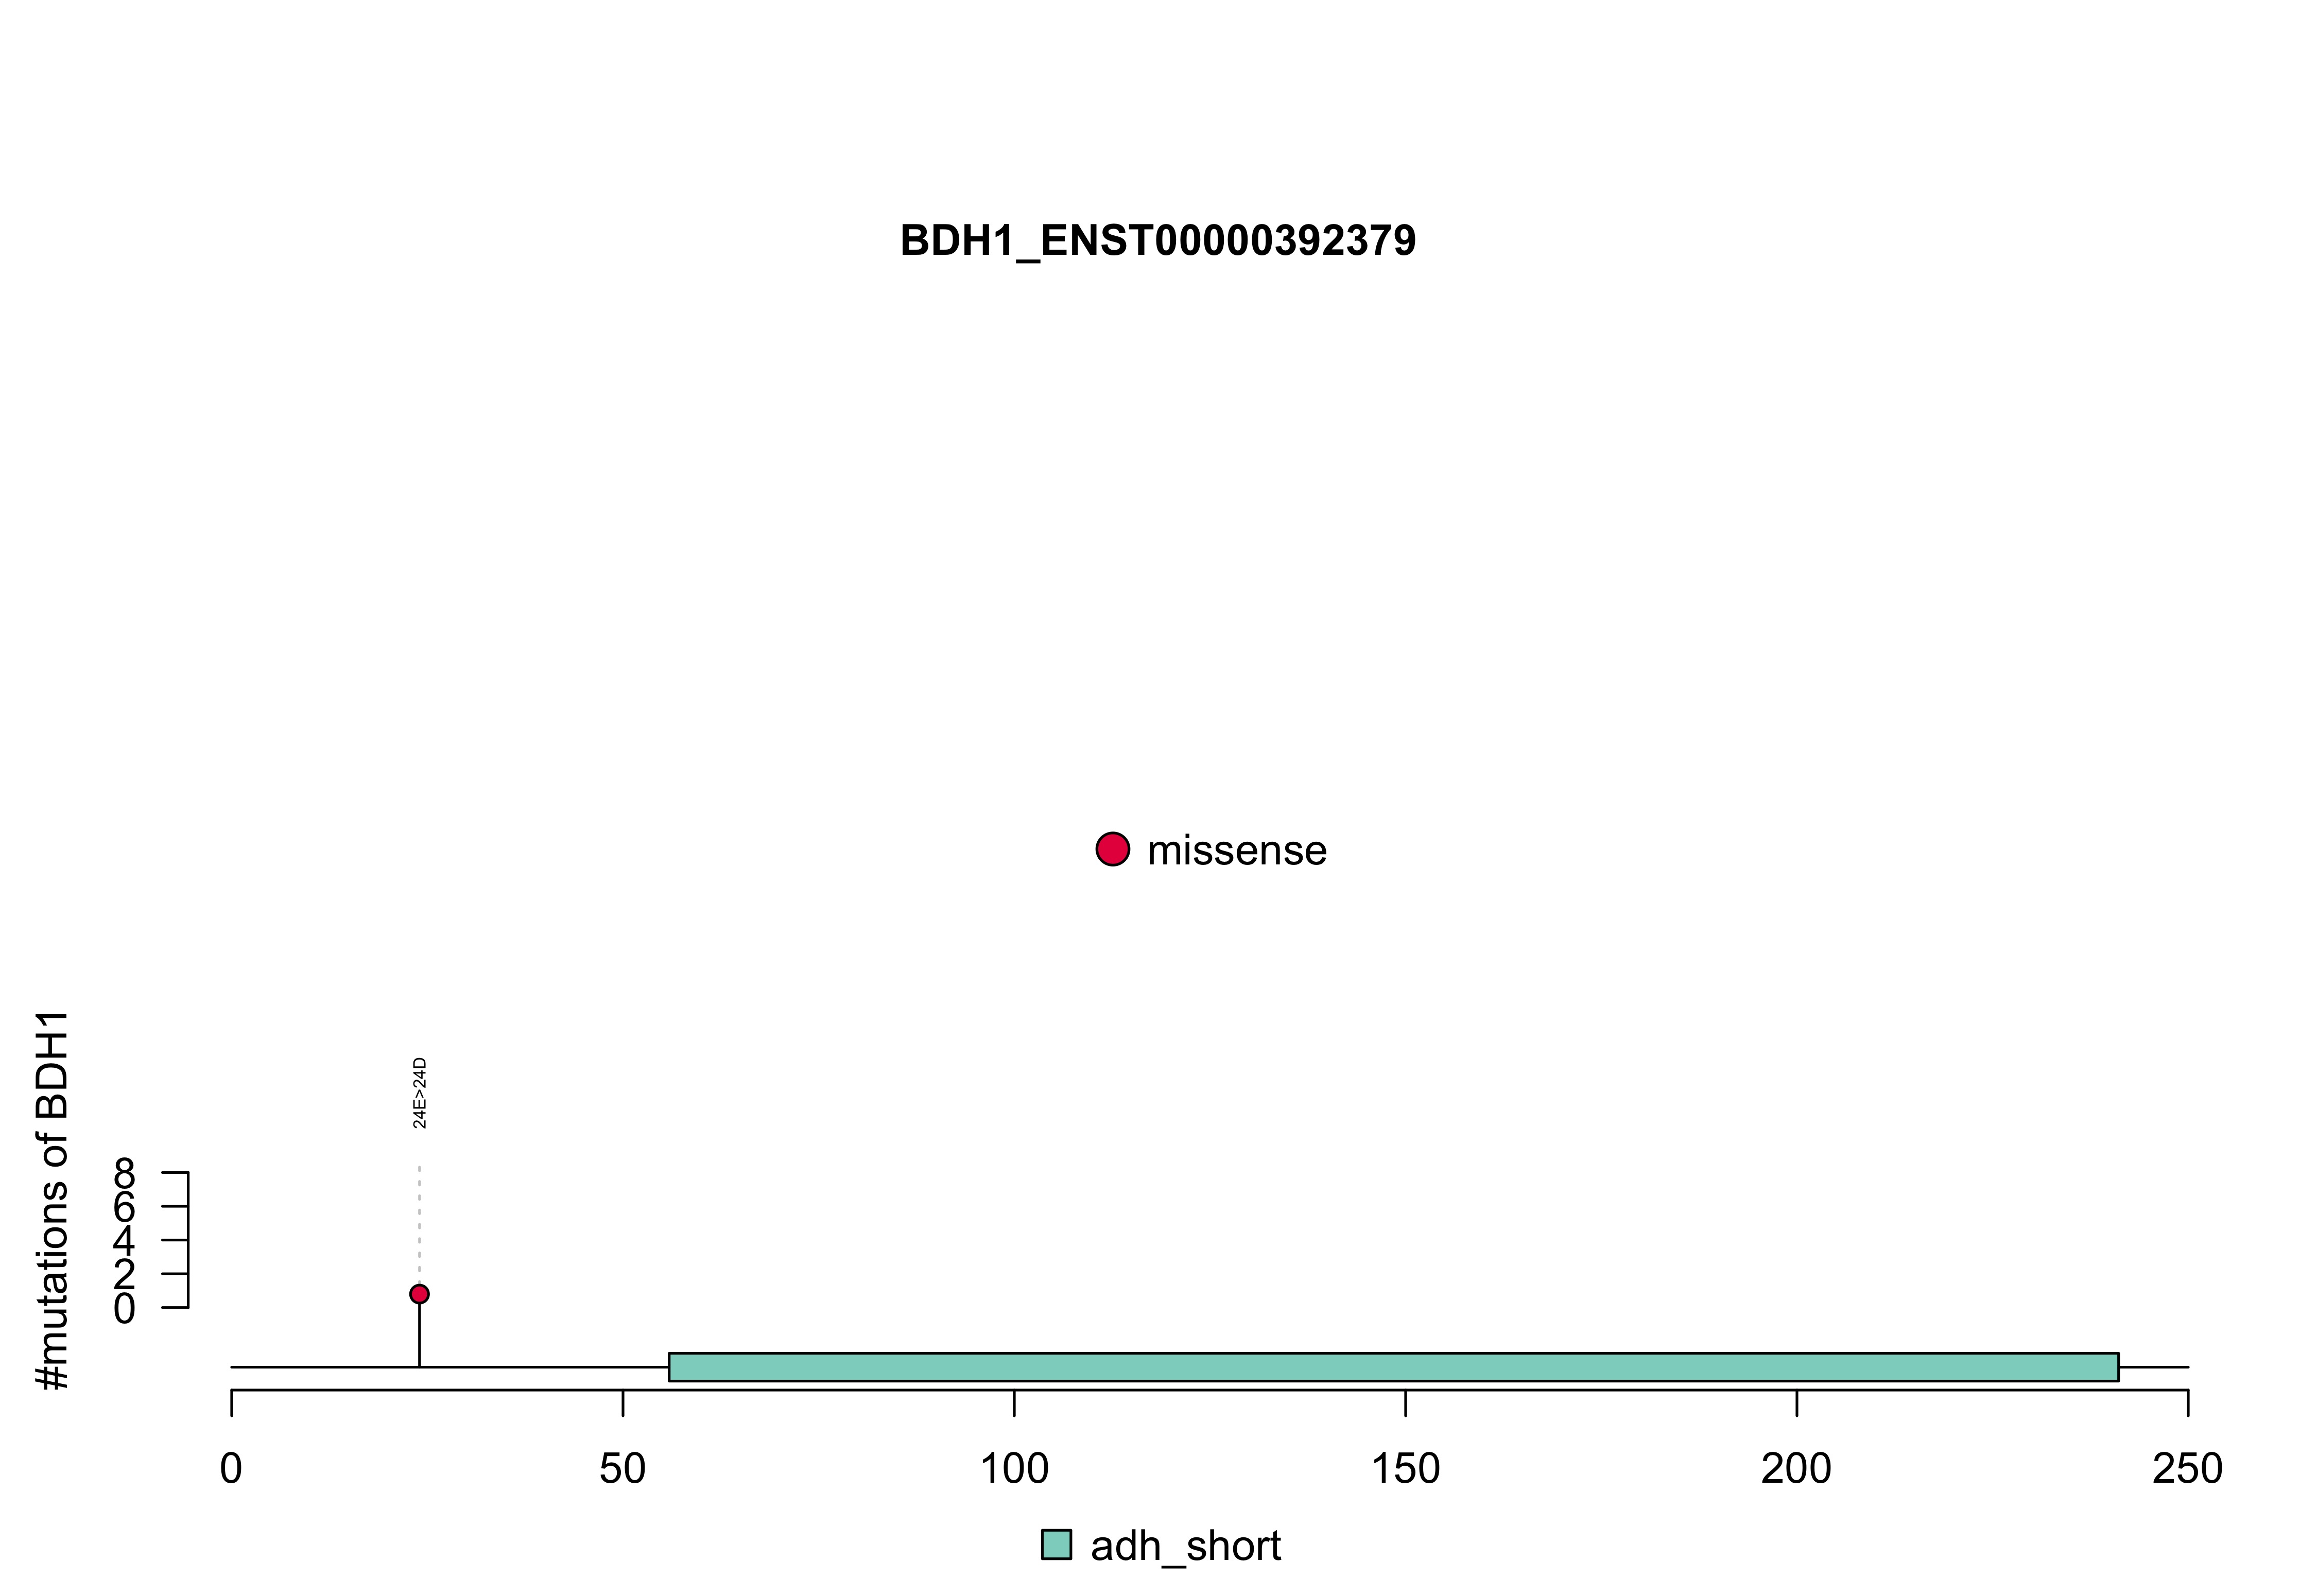 BDH1_ENST00000392379
missense
#mutations of BDH1
24E>24D
8
6
4
2
0
0 50 100 150 200 250
adh_short